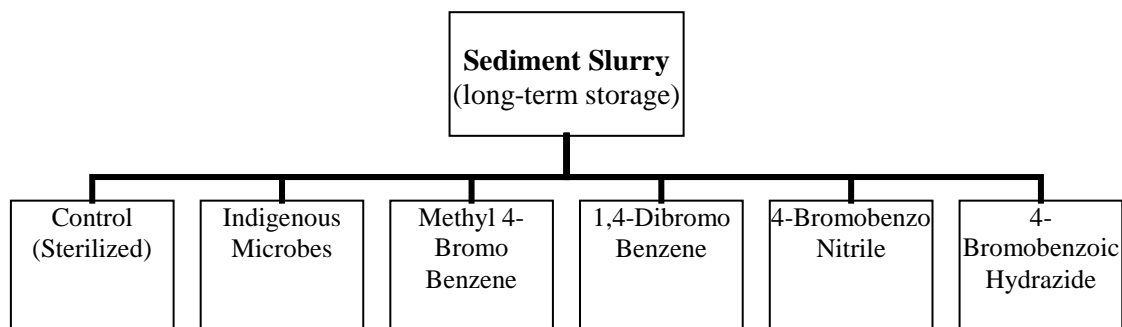 Sediment Slurry
(long-term storage)
Control
(Sterilized)
Indigenous
Microbes
Methyl 4-
Bromo
Benzene
1,4-Dibromo
Benzene
4-Bromobenzo
Nitrile
4-
Bromobenzoic
Hydrazide